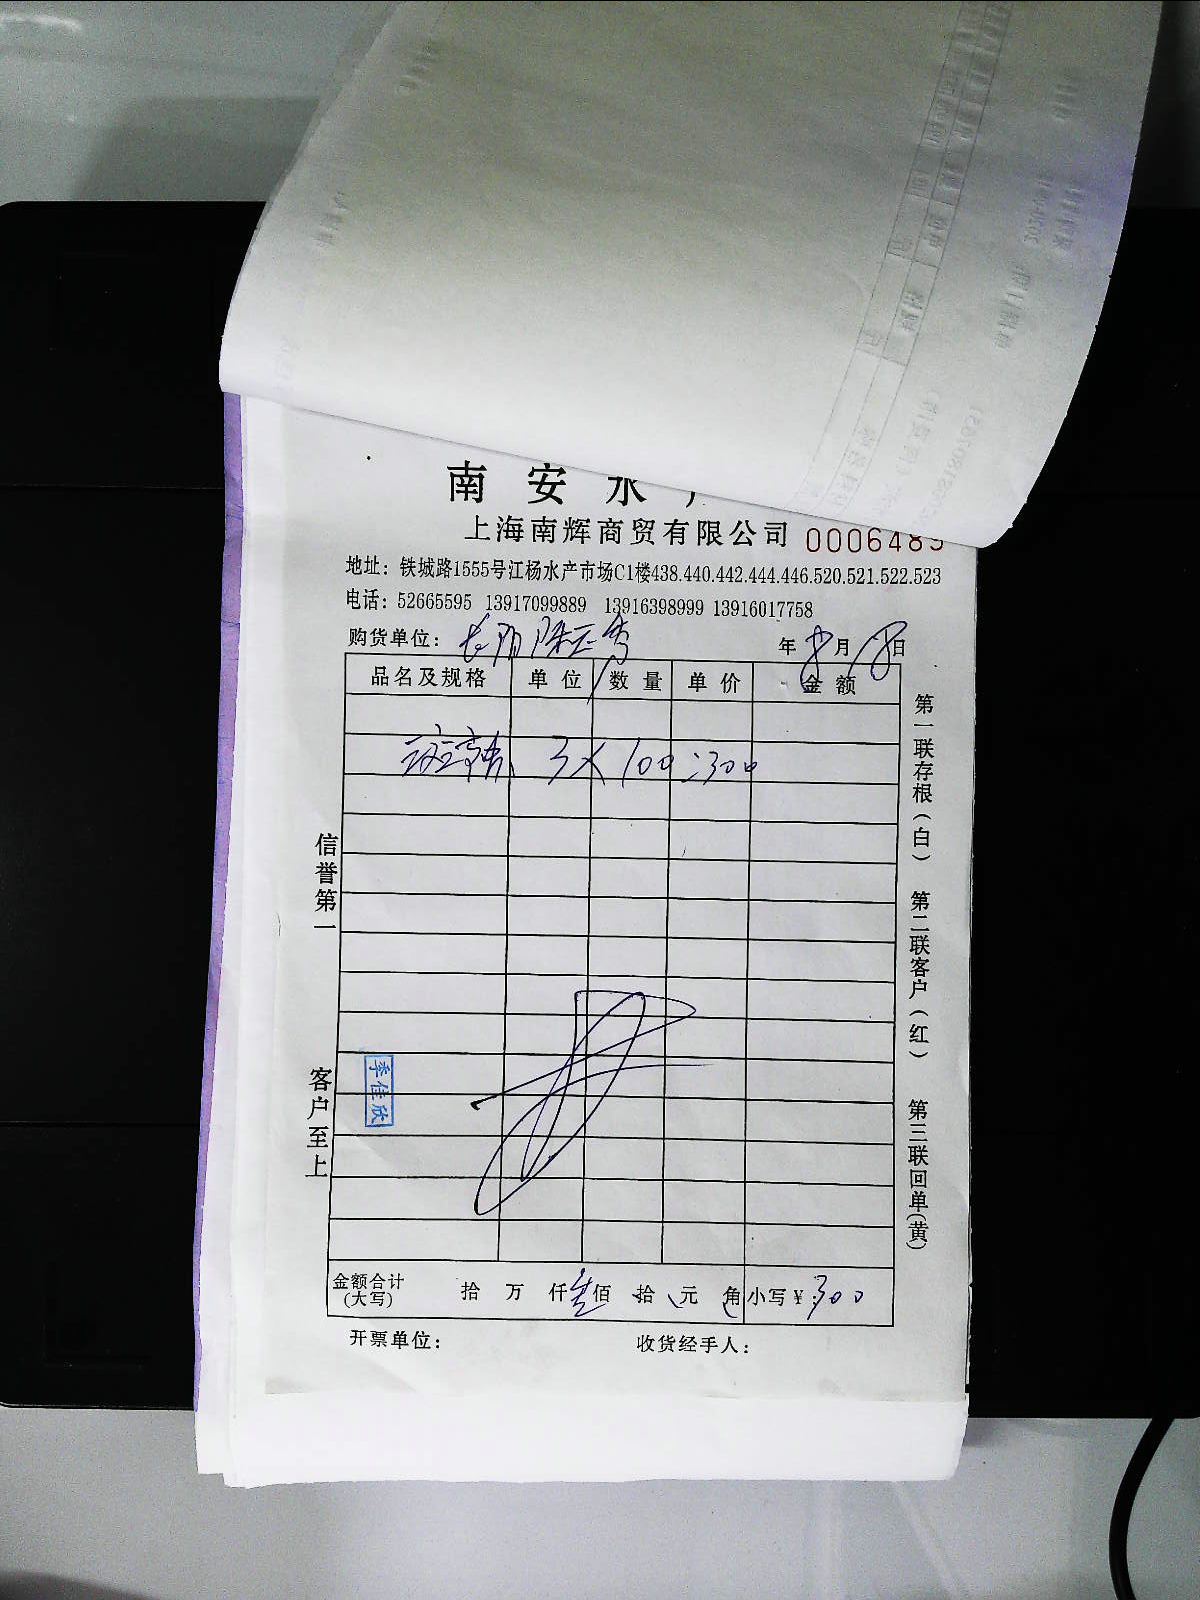 南安水
上海南辉商贸有限公司 0006489
地址：铁城路1555号江杨水产市场C1楼438.440.442.444.446.520.521.522.523
电话：52665595 13917099889 13916398999 13916017758
购货单位：
年8月18日
品名及规格 单位 数量 单价 金额
3×100=300
信誉第一
客户至上
李佳欣
第一联存根（白） 第二联客户（红） 第三联回单（黄）
金额合计（大写） 拾 万 仟 叁佰 拾 元 角 小写￥：300
开票单位： 收货经手人：